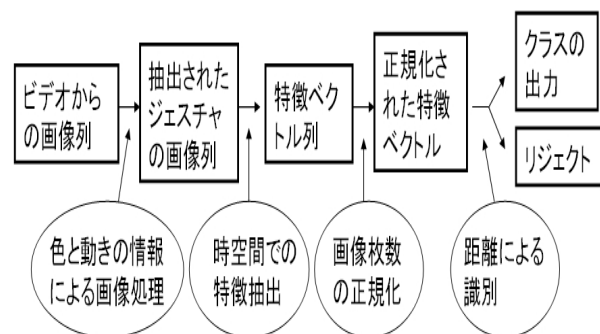 ビデオから
の画像列
抽出された
ジェスチャ
の画像列
特徴ベク
トル列
正規化さ
れた特徴
ベクトル
クラスの
出力
リジェクト
色と動きの情報
による画像処理
時空間での
特徴抽出
画像枚数
の正規化
距離による
識別